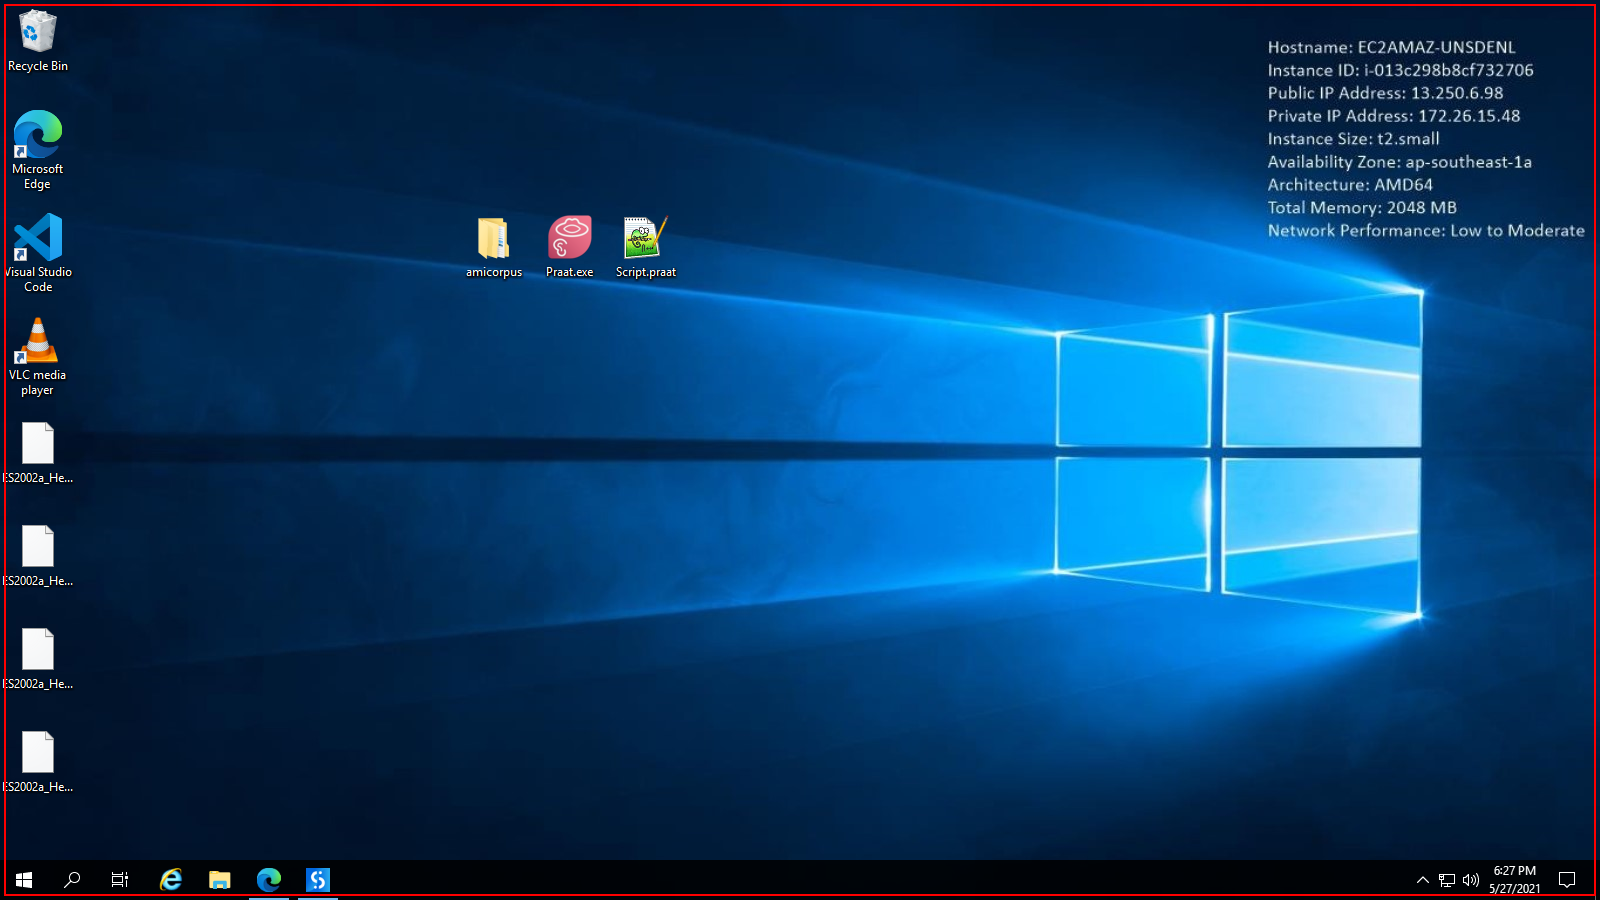 Recycle Bin
Microsoft
Edge
Visual Studio
Code
VLC media
player
ES2002a_He...
ES2002a_He...
ES2002a_He...
ES2002a_He...
amicorpus
Praat.exe
Script.praat
Hostname: EC2AMAZ-UNSDENL
Instance ID: i-013c298b8cf732706
Public IP Address: 13.250.6.98
Private IP Address: 172.26.15.48
Instance Size: t2.small
Availability Zone: ap-southeast-1a
Architecture: AMD64
Total Memory: 2048 MB
Network Performance: Low to Moderate
6:27 PM
5/27/2021